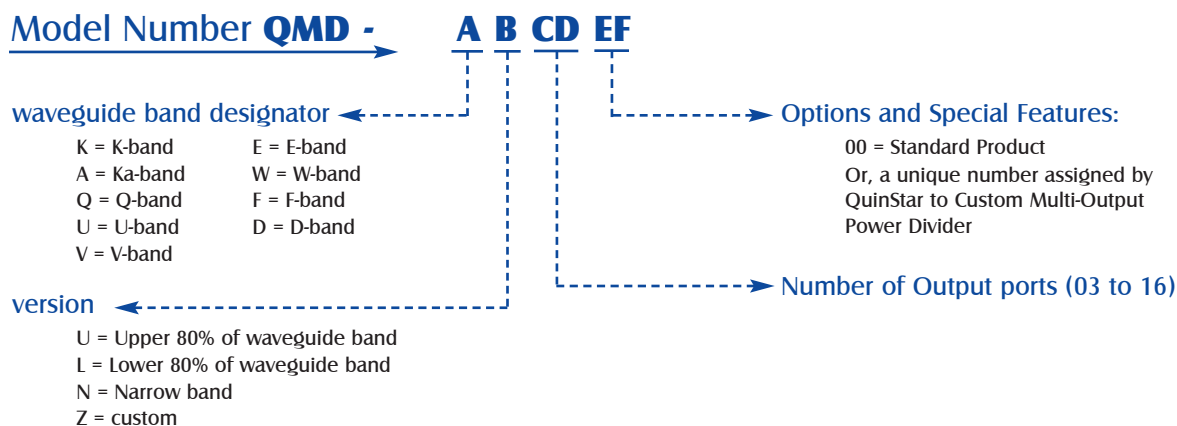 Model Number QMD - A B CD EF
waveguide band designator
K = K-band E = E-band
A = Ka-band W = W-band
Q = Q-band F = F-band
U = U-band D = D-band
V = V-band
Options and Special Features:
00 = Standard Product
Or, a unique number assigned by
QuinStar to Custom Multi-Output
Power Divider
version
U = Upper 80% of waveguide band
L = Lower 80% of waveguide band
N = Narrow band
Z = custom
Number of Output ports (03 to 16)